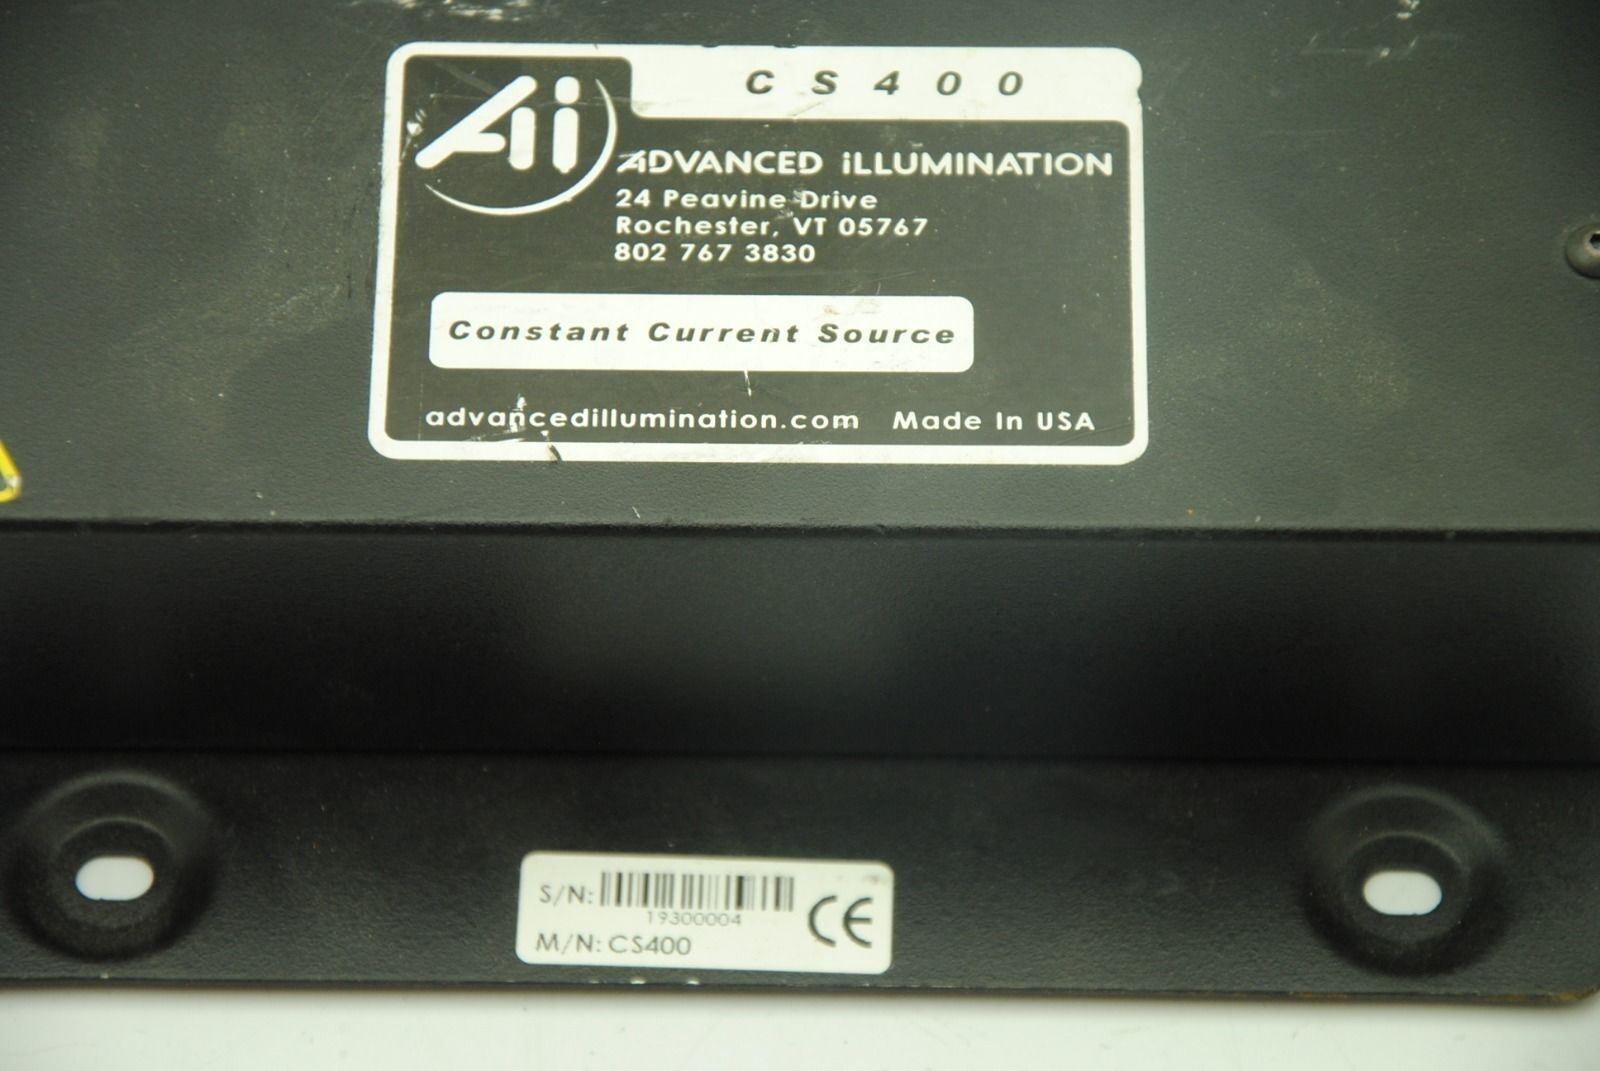 Ai
CS400
ADVANCED iLLUMINATION
24 Peavine Drive
Rochester, VT 05767
802 767 3830
Constant Current Source
advancedillumination.com Made In USA
S/N:
19300004
M/N: CS400
CE